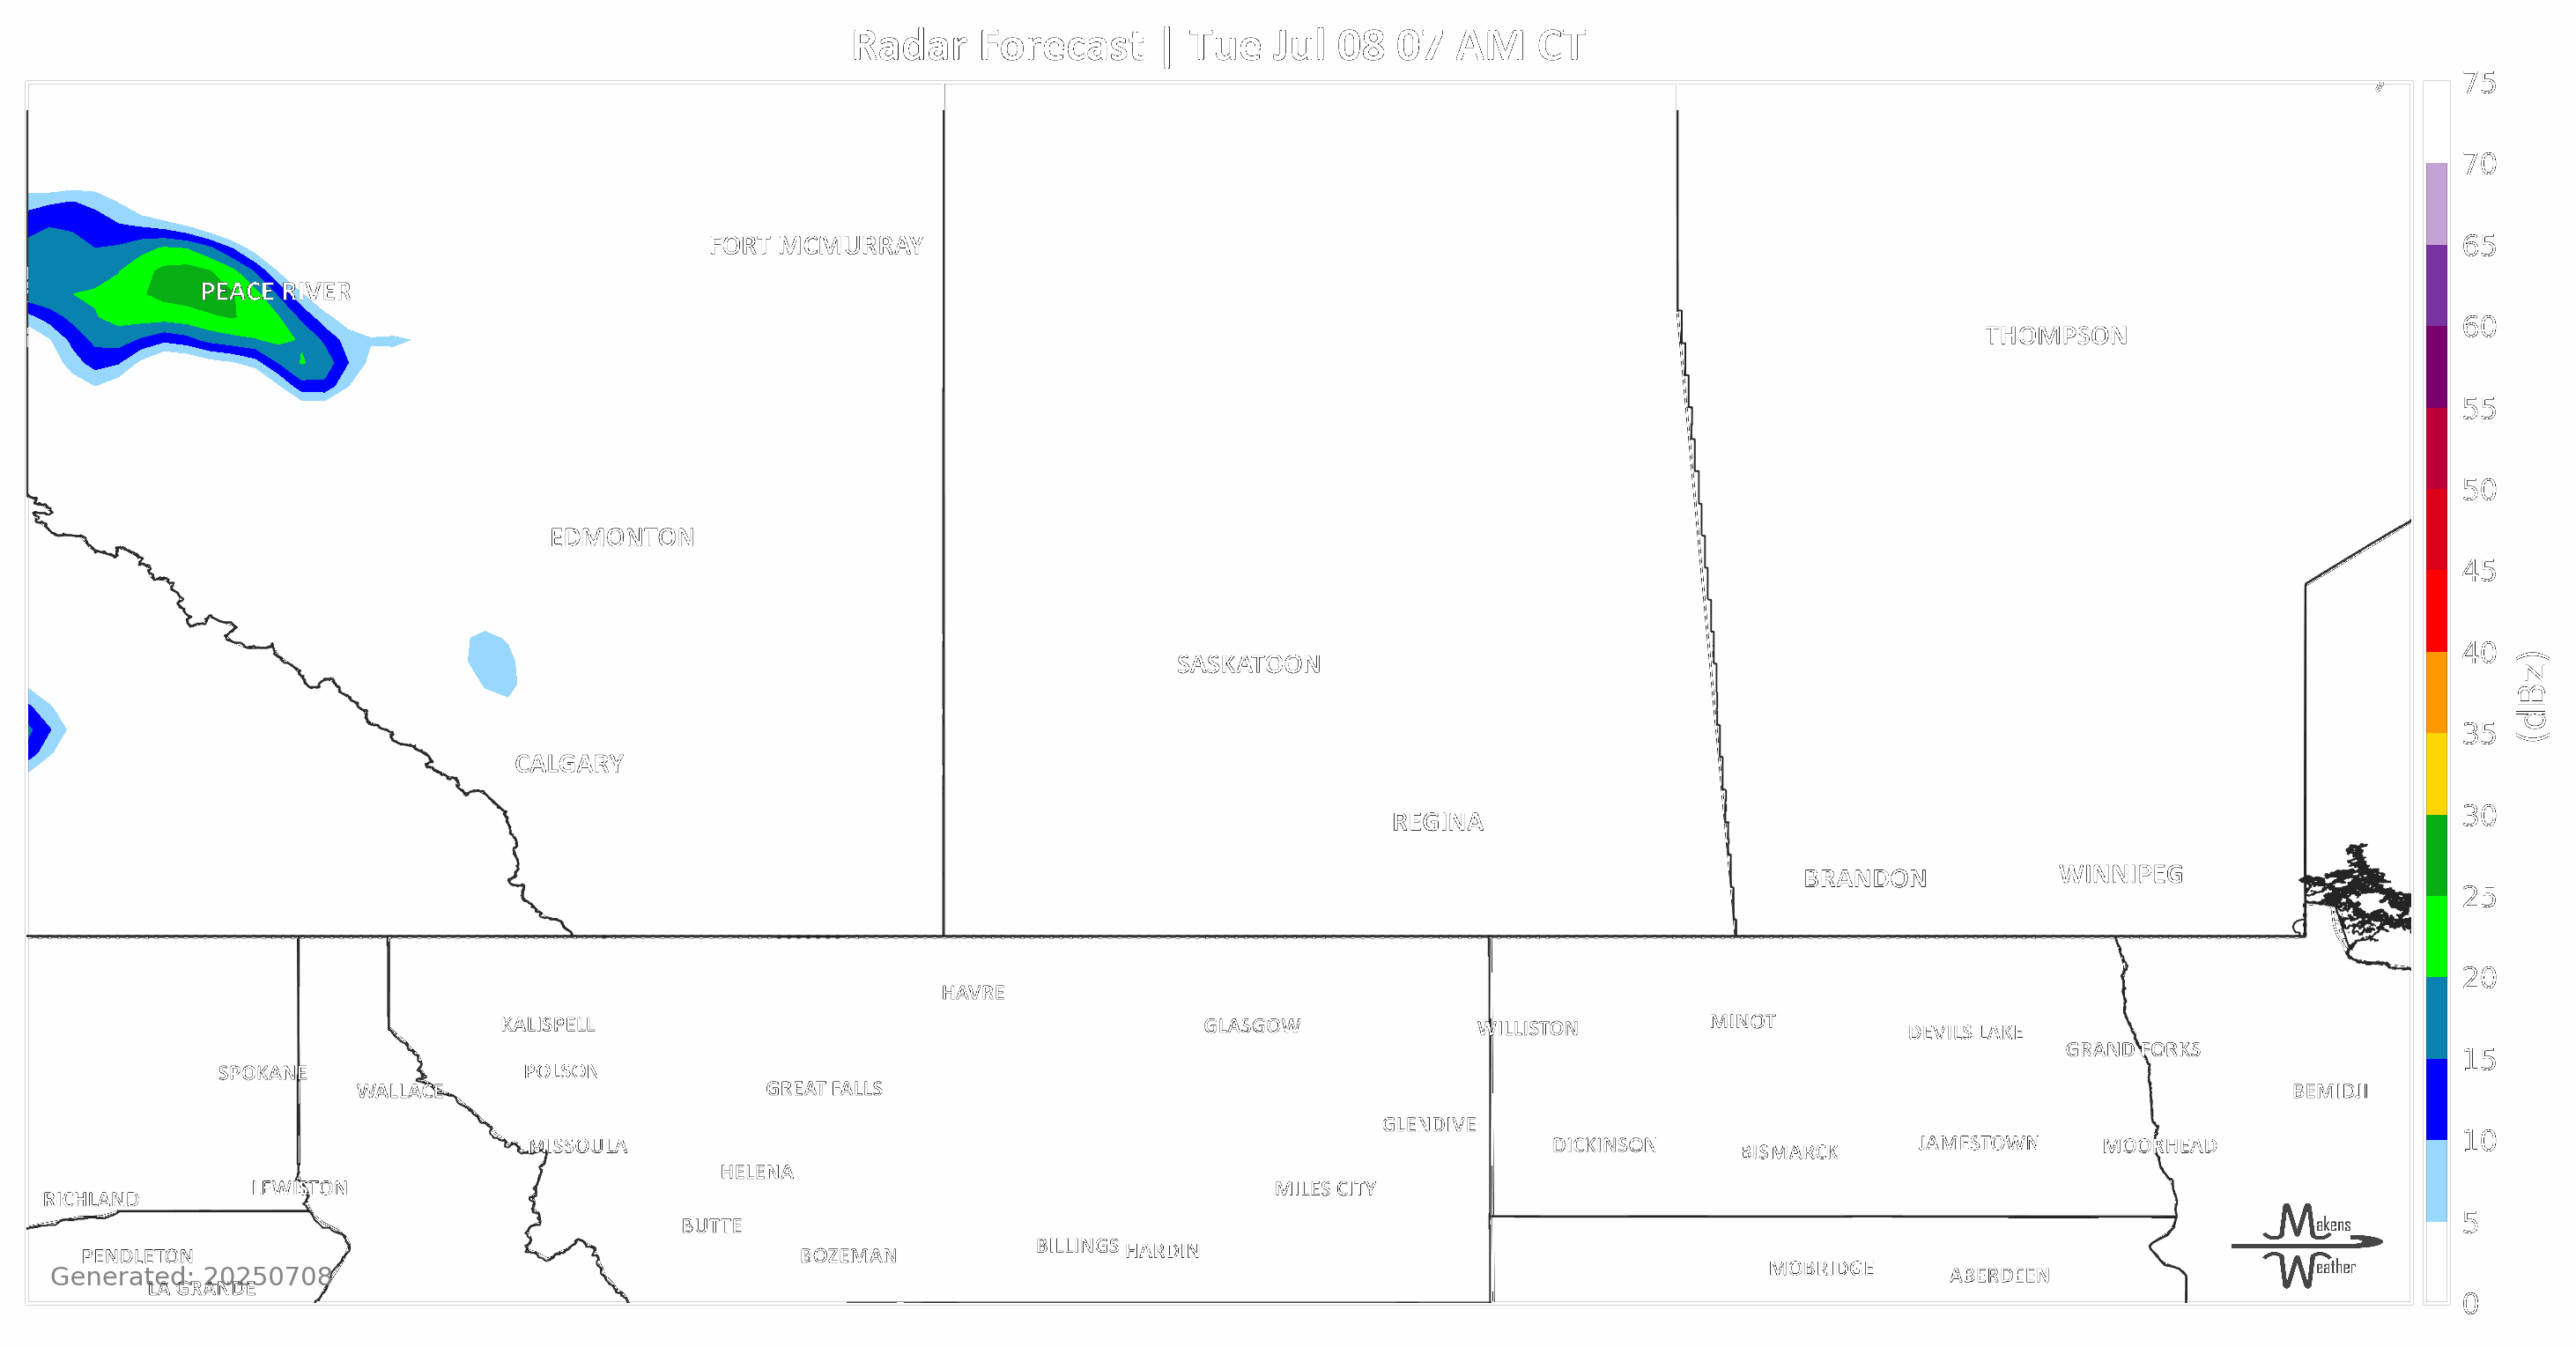 Radar Forecast | Tue Jul 08 07 AM CT
75
70
65
60
55
50
45
40
35
30
25
20
15
10
5
0
(dBz)
FORT MCMURRAY
PEACE RIVER
THOMPSON
EDMONTON
SASKATOON
CALGARY
REGINA
BRANDON
WINNIPEG
HAVRE
KALISPELL
GLASGOW
WILLISTON
MINOT
DEVILS LAKE
GRAND FORKS
SPOKANE
POLSON
WALLACE
GREAT FALLS
BEMIDJI
GLENDIVE
MISSOULA
DICKINSON
BISMARCK
JAMESTOWN
MOORHEAD
HELENA
LEWISTON
MILES CITY
RICHLAND
BUTTE
PENDLETON
BOZEMAN
BILLINGS
HARDIN
MOBRIDGE
ABERDEEN
Generated: 20250708
LA GRANDE
Makens
Weather